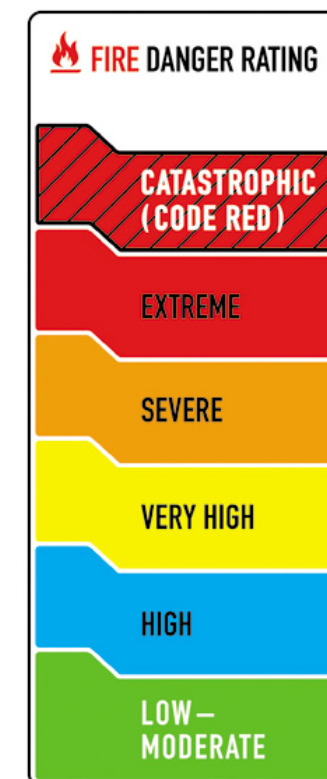 FIRE DANGER RATING
CATASTROPHIC
(CODE RED)
EXTREME
SEVERE
VERY HIGH
HIGH
LOW –
MODERATE